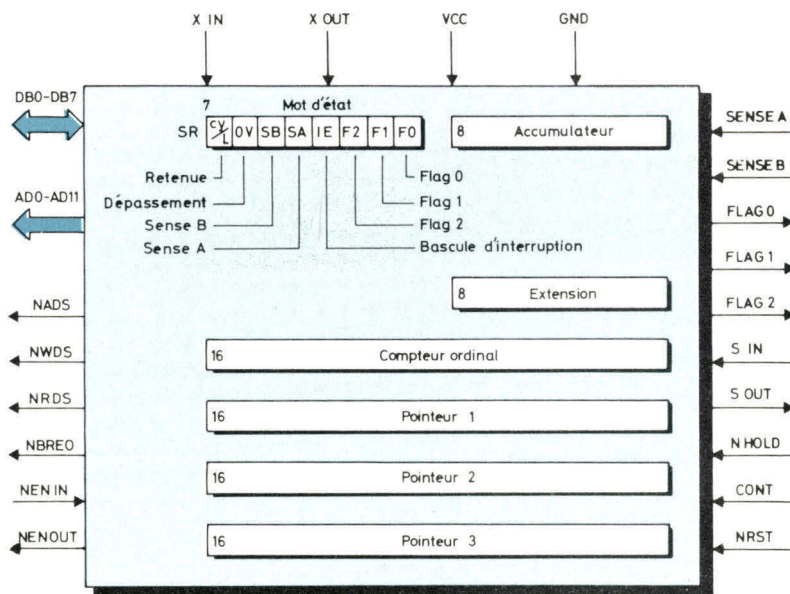 X IN X OUT VCC GND
DB0-DB7
7 Mot d'état
SR CY/L OV SB SA IE F2 F1 F0
8 Accumulateur
SENSE A
Retenue
Flag 0
SENSE B
Dépassement
Flag 1
AD0-AD11
Sense B
Flag 2
FLAG 0
Sense A
Bascule d'interruption
FLAG 1
8 Extension
NADS
FLAG 2
NWDS
16 Compteur ordinal
S IN
NRDS
16 Pointeur 1
S OUT
NBREO
16 Pointeur 2
NHOLD
NEN IN
CONT
NENOUT
16 Pointeur 3
NRST